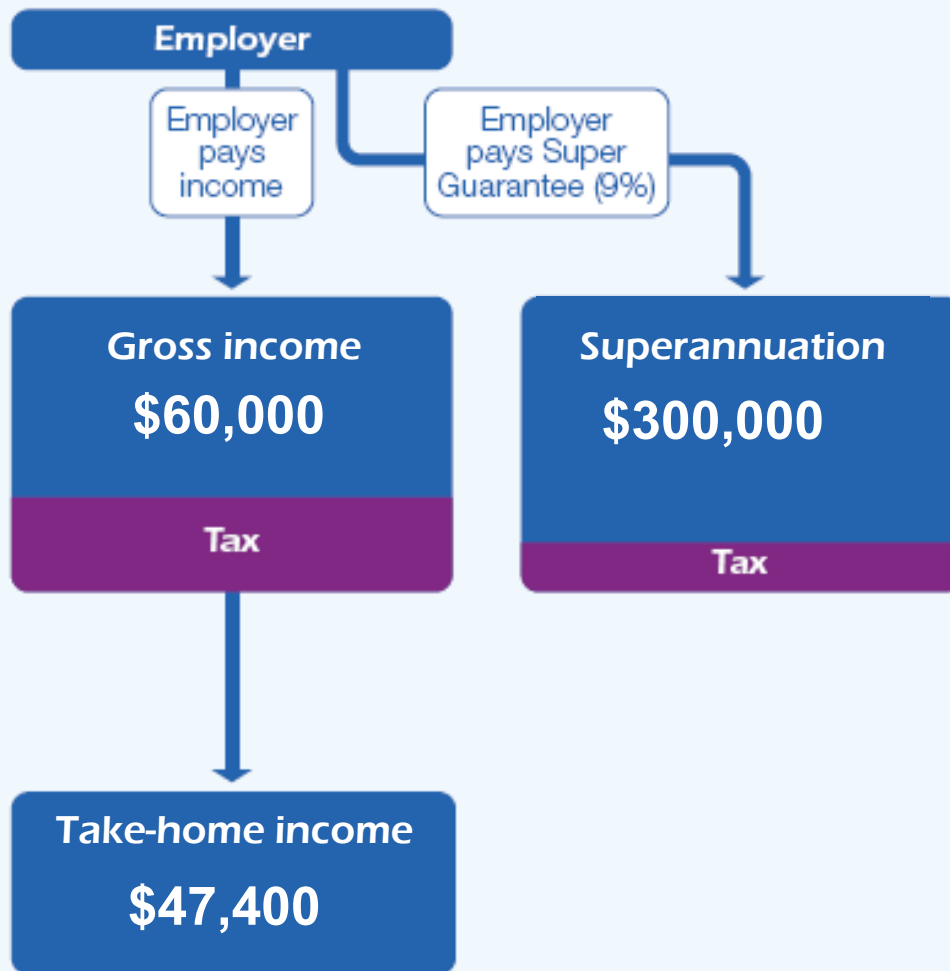 Employer
Employer
pays
income
Employer
pays Super
Guarantee (9%)
Gross income
$60,000
Tax
Superannuation
$300,000
Tax
Take-home income
$47,400